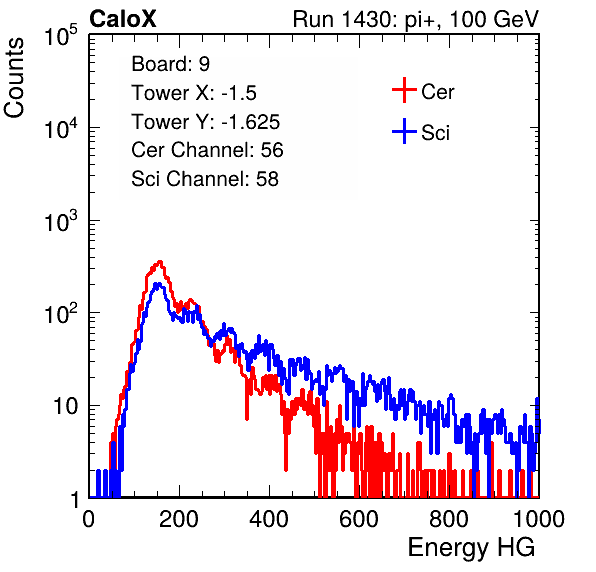 CaloX Run 1430: pi+, 100 GeV
Board: 9
Tower X: -1.5
Tower Y: -1.625
Cer Channel: 56
Sci Channel: 58
Cer
Sci
Counts
10^5
10^4
10^3
10^2
10
1
0 200 400 600 800 1000
Energy HG